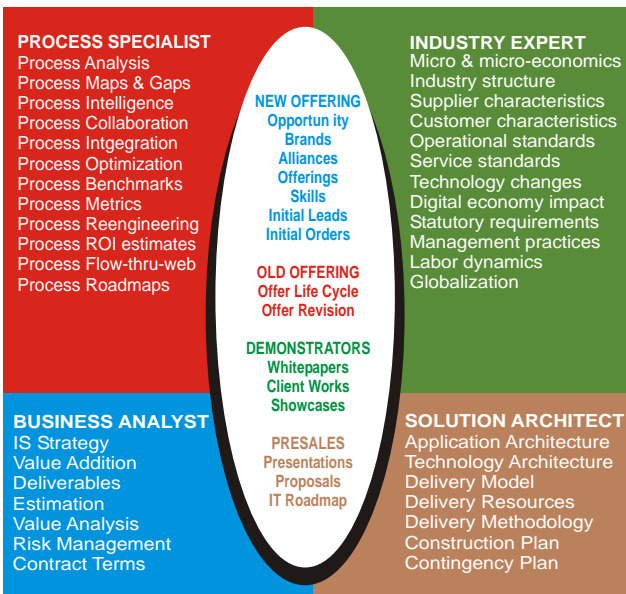 PROCESS SPECIALIST
Process Analysis
Process Maps & Gaps
Process Intelligence
Process Collaboration
Process Intgegration
Process Optimization
Process Benchmarks
Process Metrics
Process Reengineering
Process ROI estimates
Process Flow-thru-web
Process Roadmaps
NEW OFFERING
Opportun ity
Brands
Alliances
Offerings
Skills
Initial Leads
Initial Orders
OLD OFFERING
Offer Life Cycle
Offer Revision
DEMONSTRATORS
Whitepapers
Client Works
Showcases
PRESALES
Presentations
Proposals
IT Roadmap
INDUSTRY EXPERT
Micro & micro-economics
Industry structure
Supplier characteristics
Customer characteristics
Operational standards
Service standards
Technology changes
Digital economy impact
Statutory requirements
Management practices
Labor dynamics
Globalization
BUSINESS ANALYST
IS Strategy
Value Addition
Deliverables
Estimation
Value Analysis
Risk Management
Contract Terms
SOLUTION ARCHITECT
Application Architecture
Technology Architecture
Delivery Model
Delivery Resources
Delivery Methodology
Construction Plan
Contingency Plan